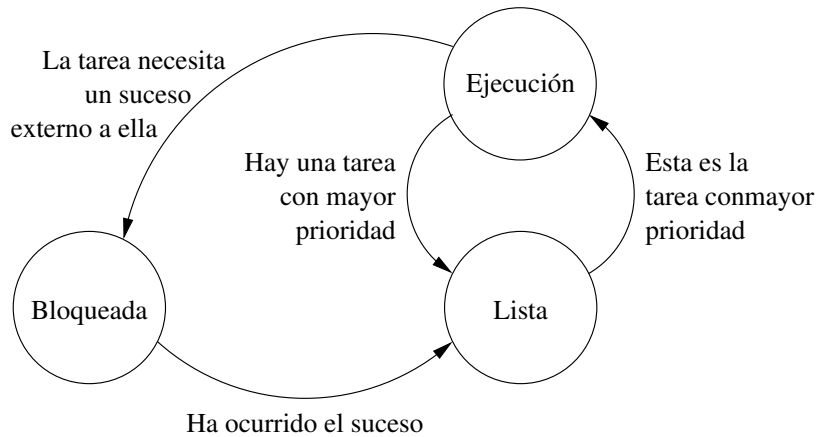 La tarea necesita
un suceso
externo a ella
Ejecución
Hay una tarea
con mayor
prioridad
Esta es la
tarea conmayor
prioridad
Bloqueada
Lista
Ha ocurrido el suceso